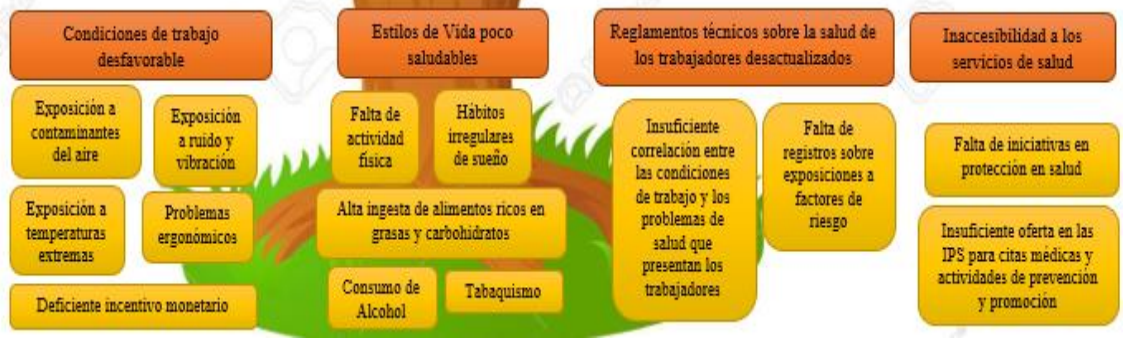 Condiciones de trabajo
desfavorable
Exposición a
contaminantes
del aire
Exposición
a ruido y
vibración
Exposición a
temperaturas
extremas
Problemas
ergonómicos
Deficiente incentivo monetario
Estilos de Vida poco
saludables
Falta de
actividad
física
Hábitos
irregulares
de sueño
Alta ingesta de alimentos ricos en
grasas y carbohidratos
Consumo de
Alcohol
Tabaquismo
Reglamentos técnicos sobre la salud de
los trabajadores desactualizados
Insuficiente
correlación entre
las condiciones
de trabajo y los
problemas de
salud que
presentan los
trabajadores
Falta de
registros sobre
exposiciones a
factores de
riesgo
Inaccesibilidad a los
servicios de salud
Falta de iniciativas en
protección en salud
Insuficiente oferta en las
IPS para citas médicas y
actividades de prevención
y promoción